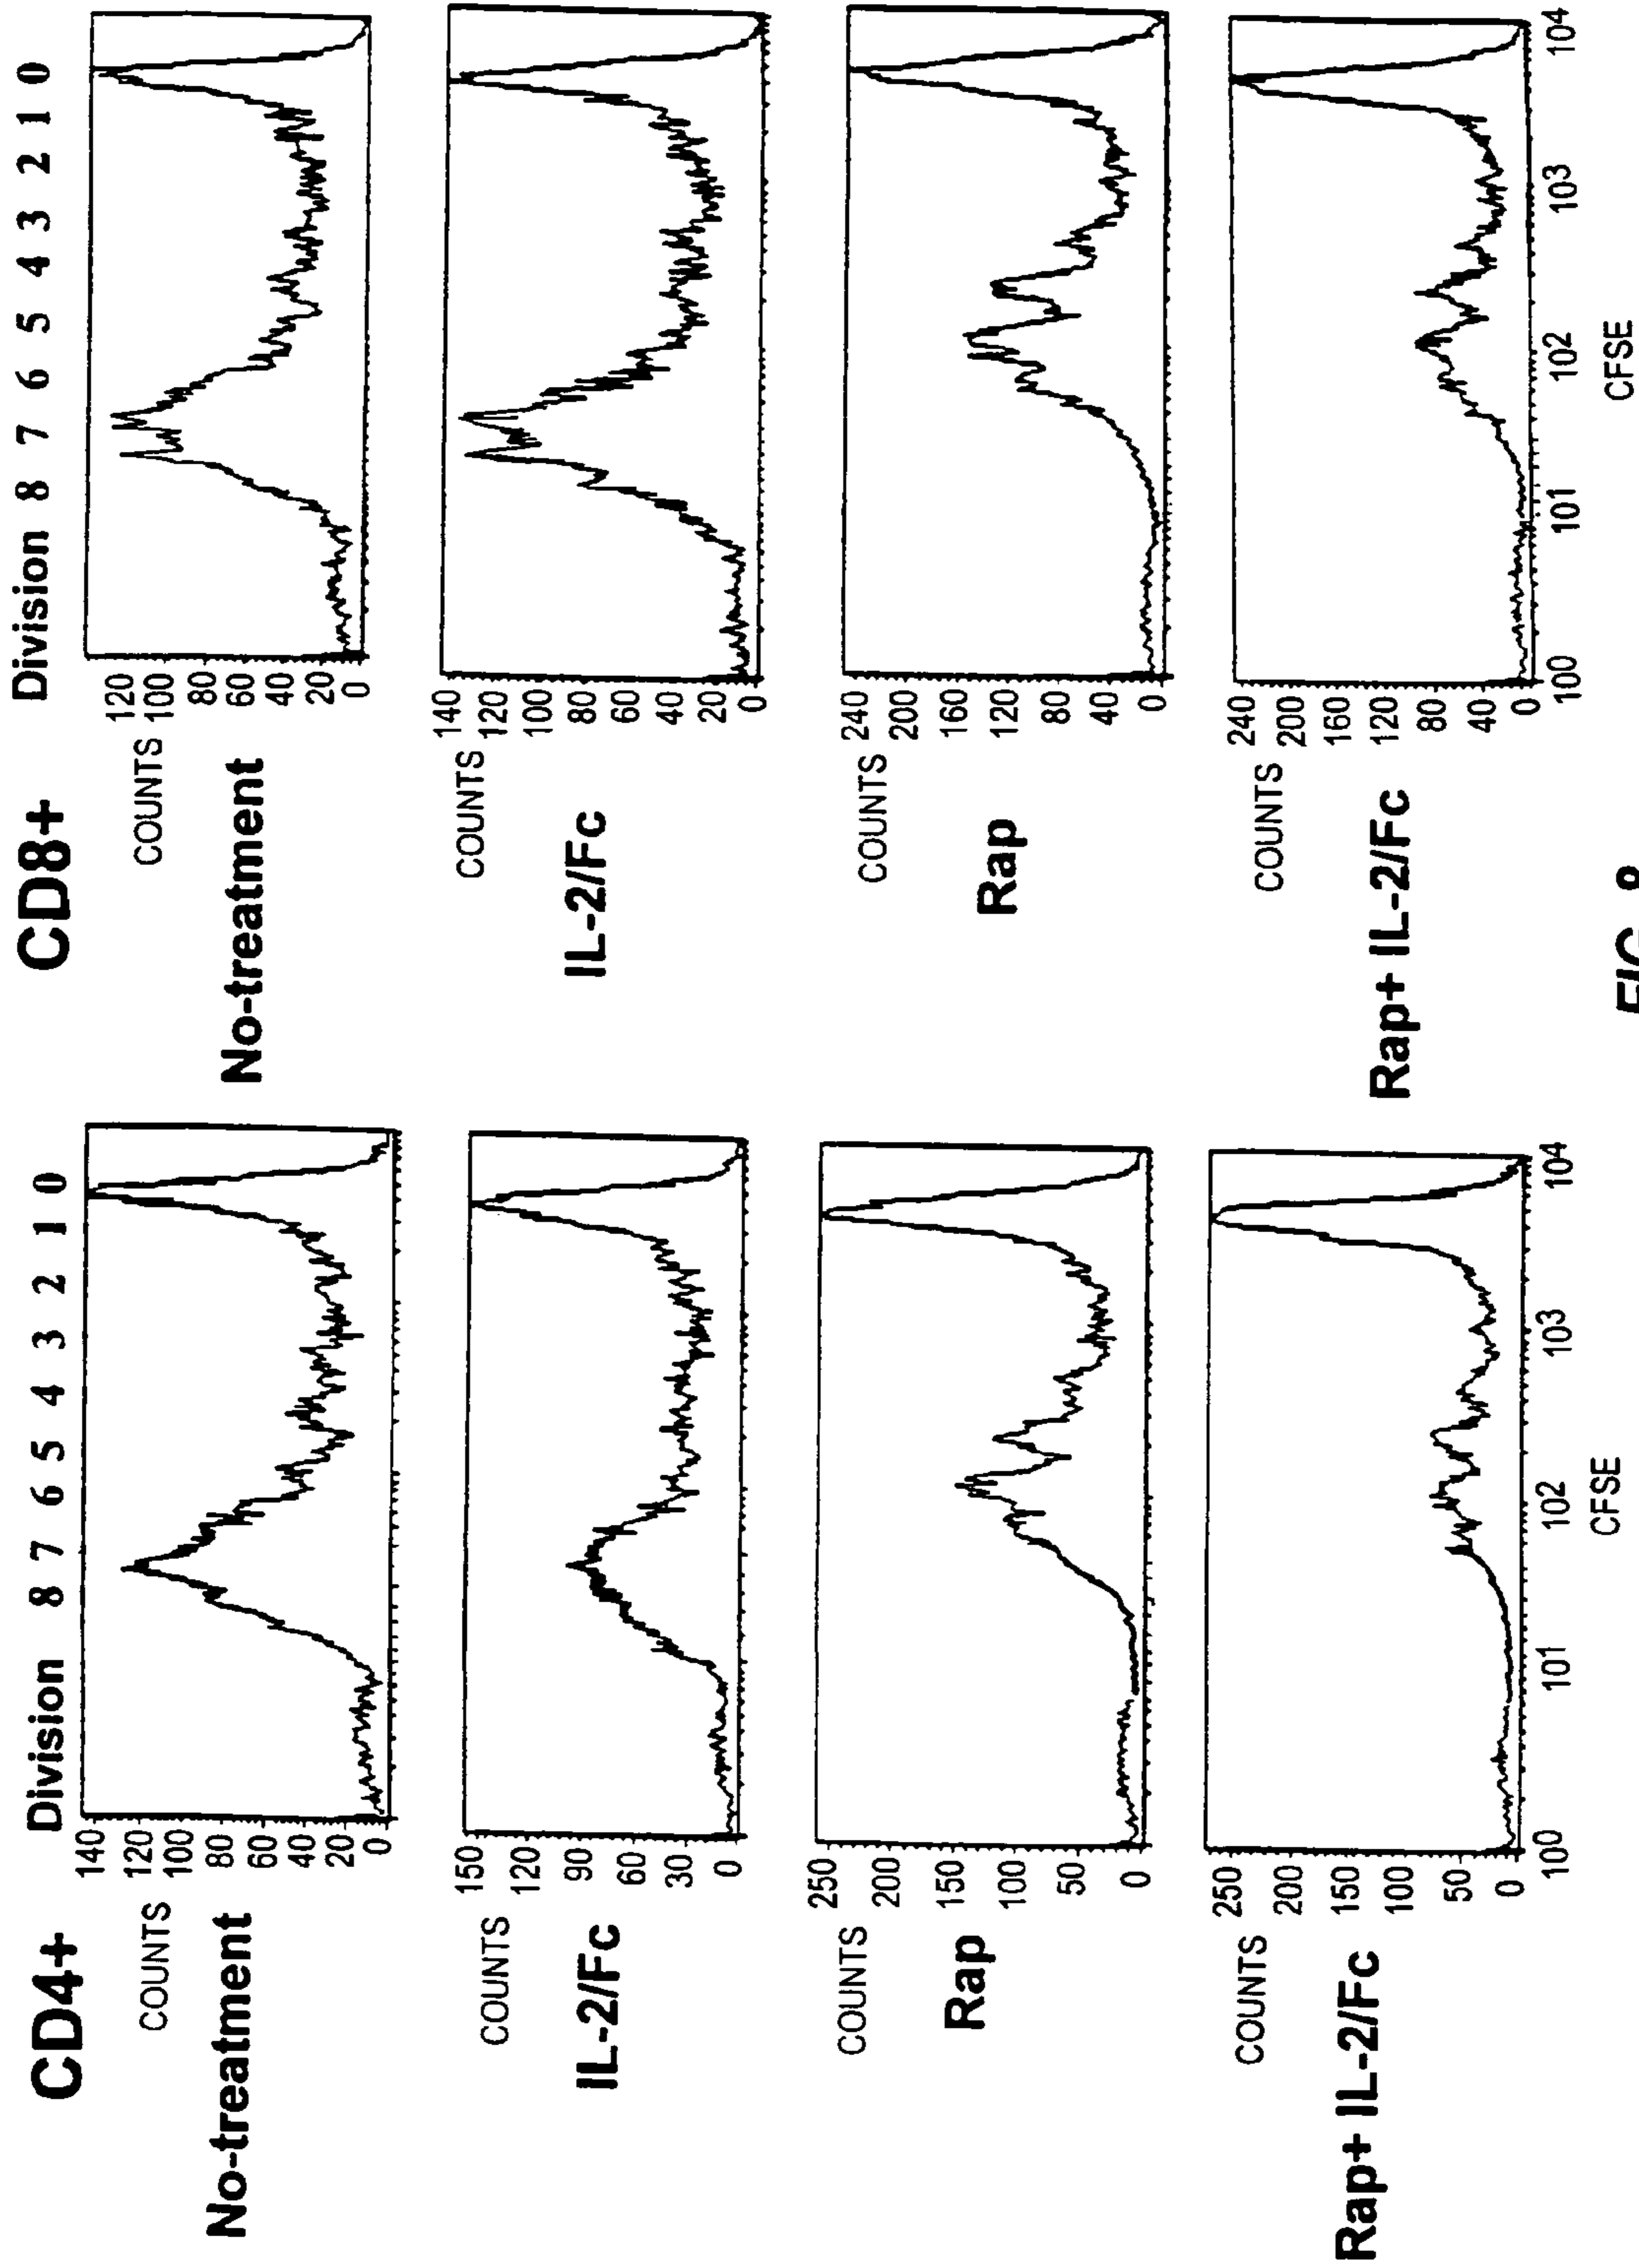 CD4+
Division 8 7 6 5 4 3 2 1 0
COUNTS
140
120
100
80
60
40
20
0
No-treatment
COUNTS
150
120
90
60
30
0
IL-2/Fc
COUNTS
250
200
150
100
50
0
Rap
COUNTS
250
200
150
100
50
0
Rap+ IL-2/Fc
10⁰ 10¹ 10² 10³ 10⁴
CFSE
CD8+
Division 8 7 6 5 4 3 2 1 0
COUNTS
120
100
80
60
40
20
0
No-treatment
COUNTS
140
120
100
80
60
40
20
0
IL-2/Fc
COUNTS
240
200
160
120
80
40
0
Rap
COUNTS
240
200
160
120
80
40
0
Rap+ IL-2/Fc
10⁰ 10¹ 10² 10³ 10⁴
CFSE